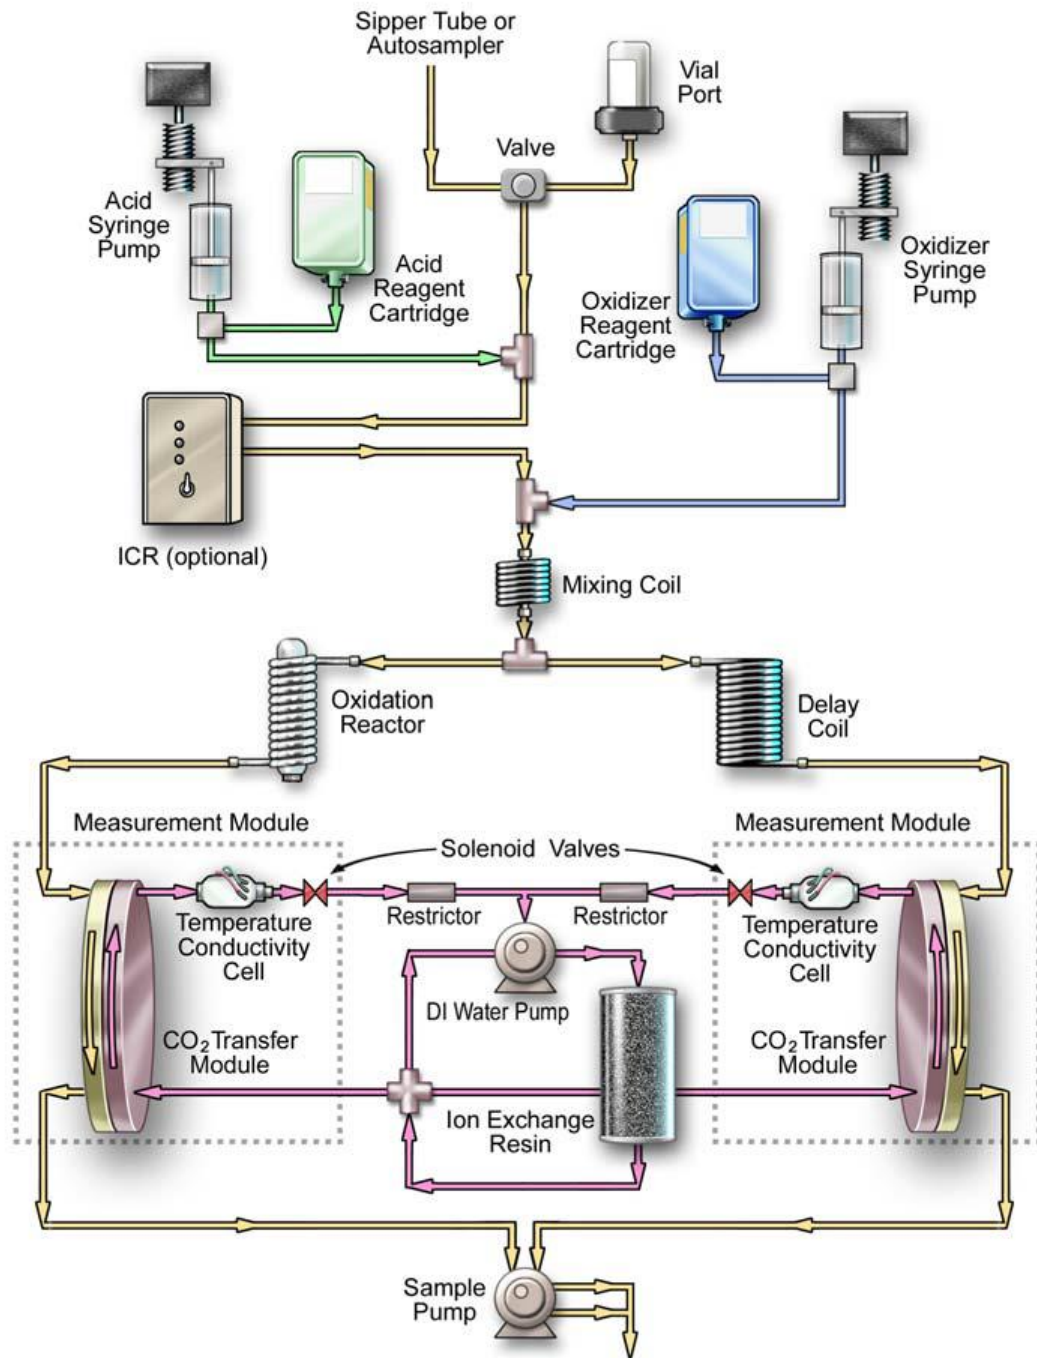 Sipper Tube or
Autosampler
Vial
Port
Valve
Acid
Syringe
Pump
Acid
Reagent
Cartridge
Oxidizer
Reagent
Cartridge
Oxidizer
Syringe
Pump
ICR (optional)
Mixing Coil
Oxidation
Reactor
Delay
Coil
Measurement Module
Solenoid Valves
Measurement Module
Temperature
Conductivity
Cell
Restrictor
Restrictor
Temperature
Conductivity
Cell
DI Water Pump
CO₂ Transfer
Module
Ion Exchange
Resin
CO₂ Transfer
Module
Sample
Pump